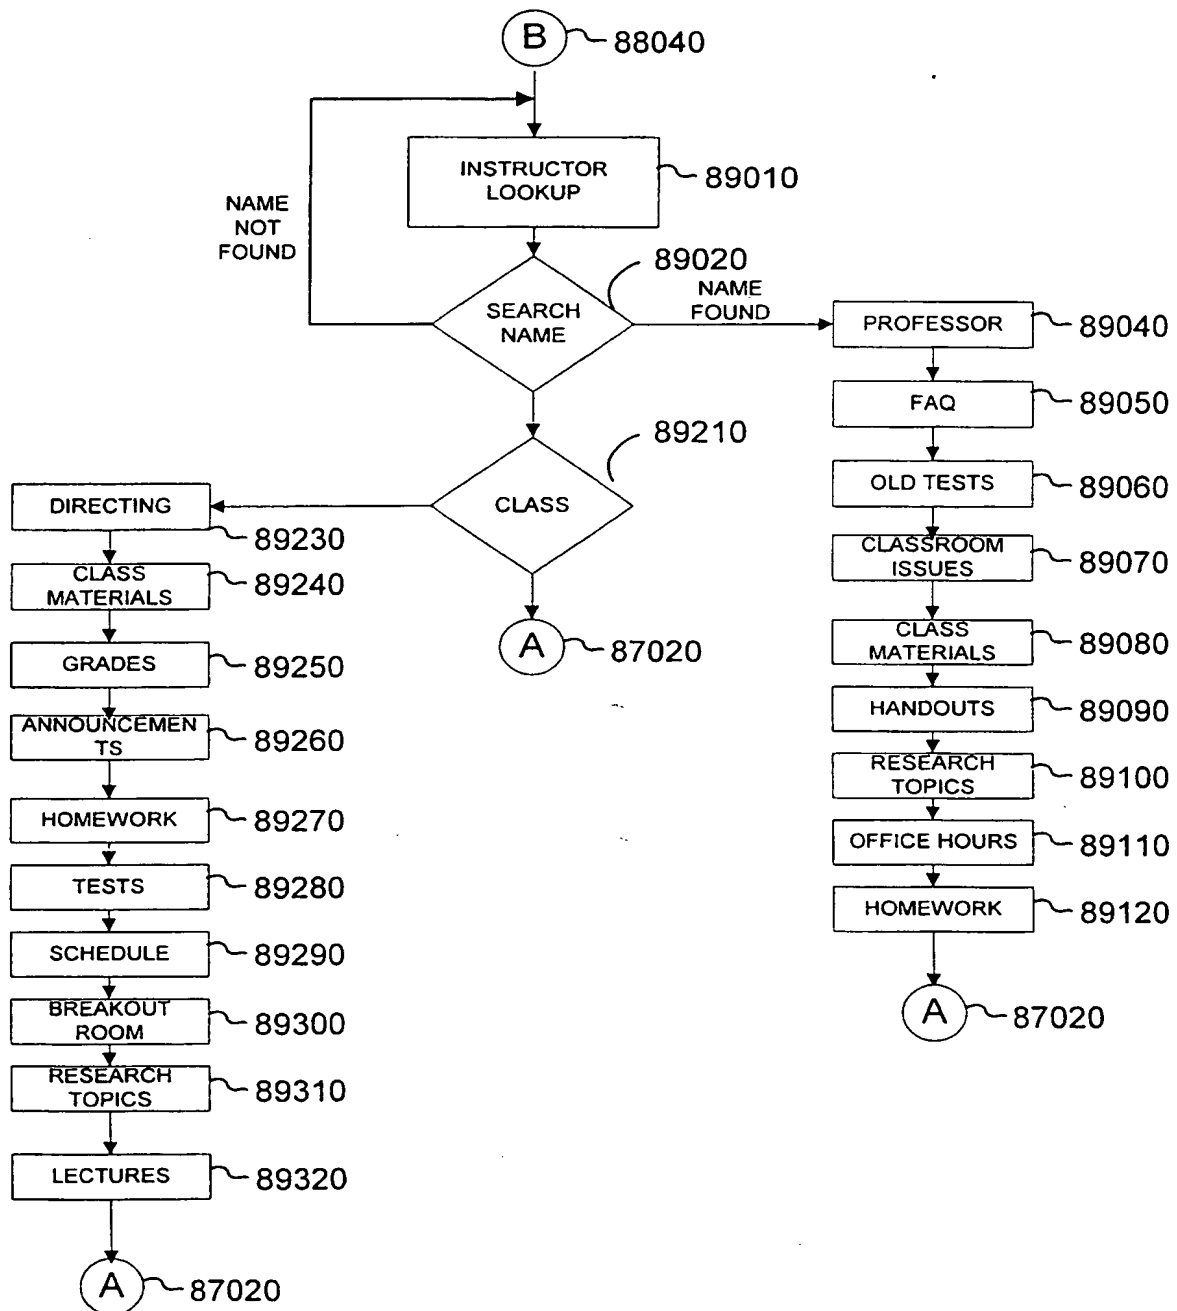 B
88040
INSTRUCTOR
LOOKUP
89010
NAME
NOT
FOUND
89020
SEARCH
NAME
NAME
FOUND
PROFESSOR
89040
FAQ
89050
89210
CLASS
OLD TESTS
89060
DIRECTING
89230
CLASSROOM
ISSUES
89070
CLASS
MATERIALS
89240
A
87020
CLASS
MATERIALS
89080
GRADES
89250
HANDOUTS
89090
ANNOUNCEMEN
TS
89260
RESEARCH
TOPICS
89100
HOMEWORK
89270
OFFICE HOURS
89110
TESTS
89280
HOMEWORK
89120
SCHEDULE
89290
BREAKOUT
ROOM
89300
A
87020
RESEARCH
TOPICS
89310
LECTURES
89320
A
87020